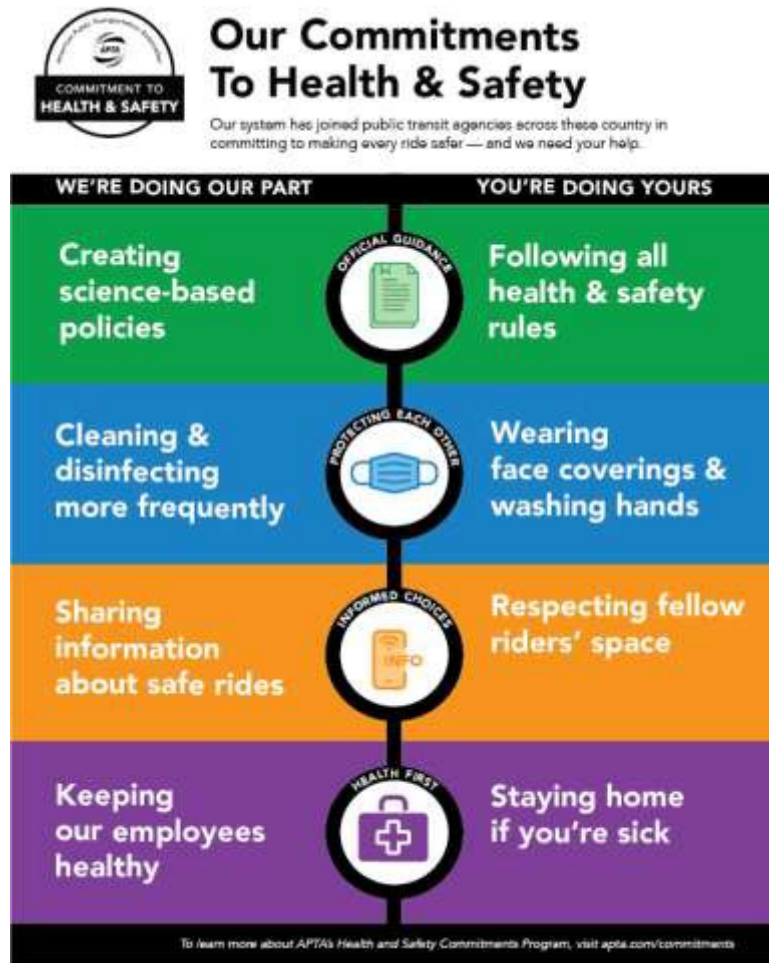 American Public Transportation Association
APTA
COMMITMENT TO
HEALTH & SAFETY
Our Commitments
To Health & Safety
Our system has joined public transit agencies across these country in
committing to making every ride safer — and we need your help.
WE'RE DOING OUR PART
YOU'RE DOING YOURS
Creating
science-based
policies
OFFICIAL GUIDANCE
Following all
health & safety
rules
Cleaning &
disinfecting
more frequently
PROTECTING EACH OTHER
Wearing
face coverings &
washing hands
Sharing
information
about safe rides
INFORMED CHOICES
INFO
Respecting fellow
riders' space
Keeping
our employees
healthy
HEALTH FIRST
Staying home
if you're sick
To learn more about APTA's Health and Safety Commitments Program, visit apta.com/commitments